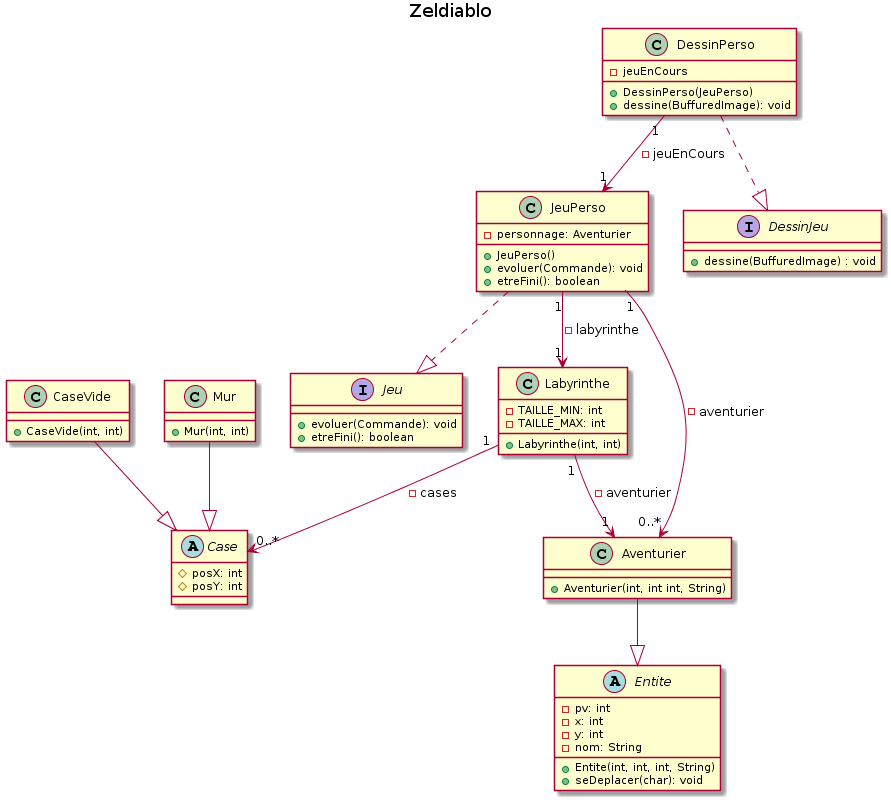 Zeldiablo
C DessinPerso
jeuEnCours
DessinPerso(JeuPerso)
dessine(BuffuredImage): void
1
jeuEnCours
1
C JeuPerso
personnage: Aventurier
JeuPerso()
evoluer(Commande): void
etreFini(): boolean
I DessinJeu
dessine(BuffuredImage) : void
1
1
labyrinthe
1
aventurier
C CaseVide
CaseVide(int, int)
C Mur
Mur(int, int)
I Jeu
evoluer(Commande): void
etreFini(): boolean
C Labyrinthe
TAILLE_MIN: int
TAILLE_MAX: int
Labyrinthe(int, int)
1
1
cases
aventurier
0..*
1
0..*
A Case
posX: int
posY: int
C Aventurier
Aventurier(int, int int, String)
A Entite
pv: int
x: int
y: int
nom: String
Entite(int, int, int, String)
seDeplacer(char): void